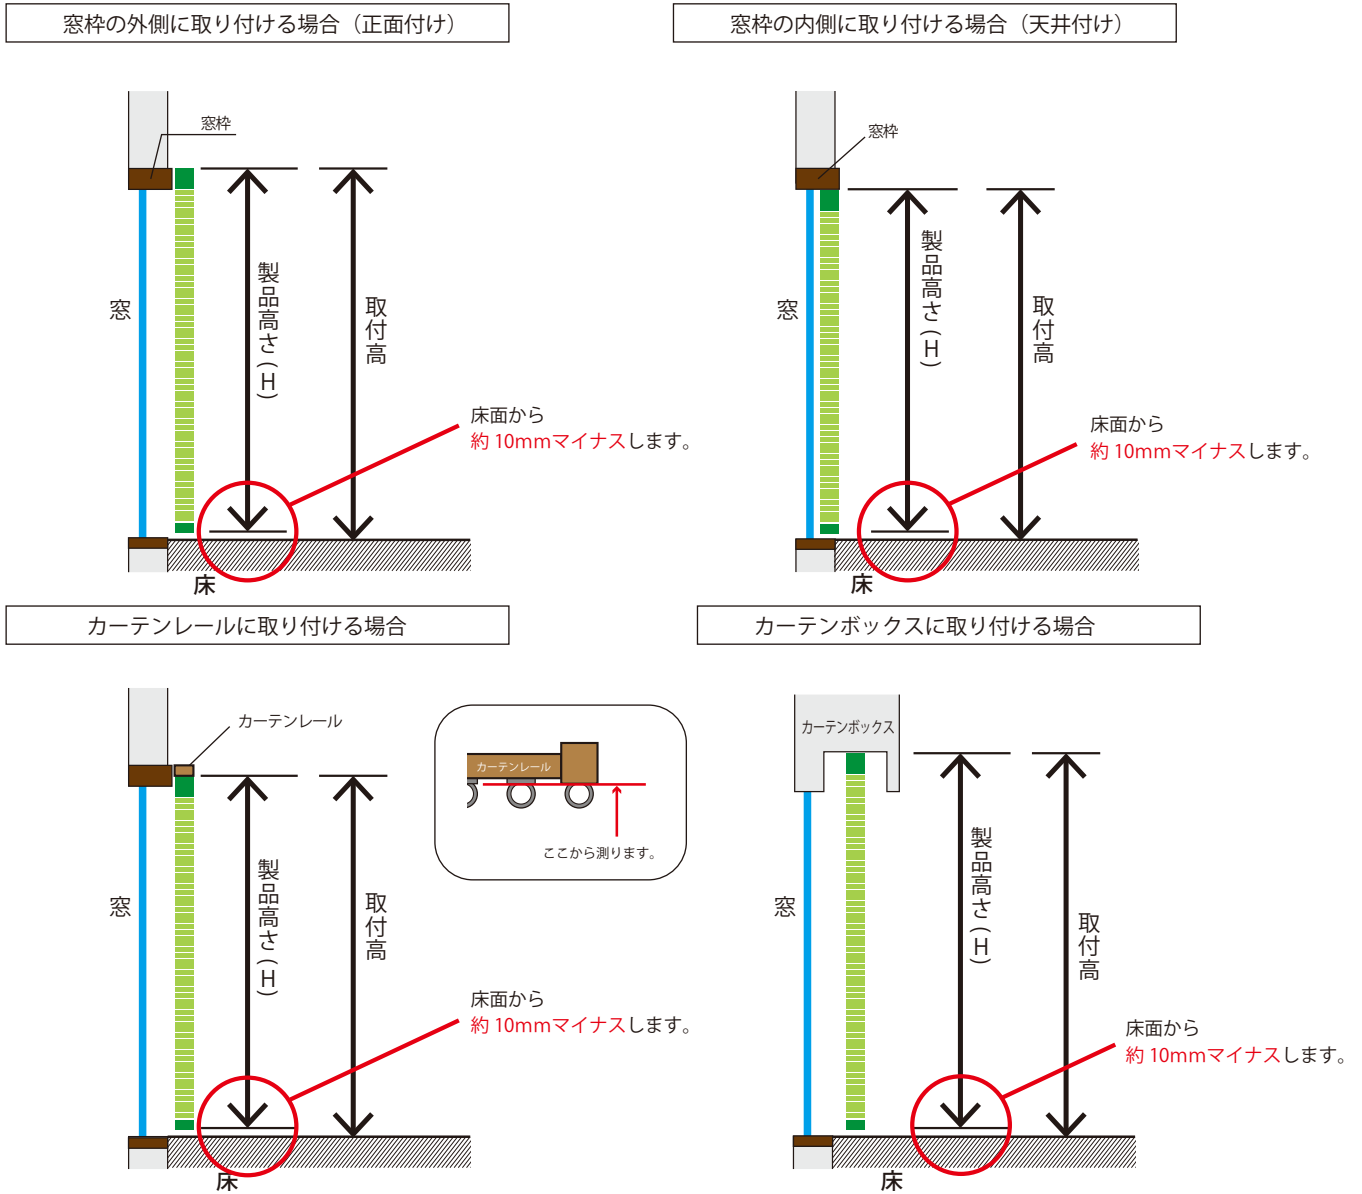 窓枠の外側に取り付ける場合（正面付け）
窓枠
窓
製品高さ(H)
取付高
床面から
約10mmマイナスします。
床
窓枠の内側に取り付ける場合（天井付け）
窓枠
窓
製品高さ(H)
取付高
床面から
約10mmマイナスします。
床
カーテンレールに取り付ける場合
カーテンレール
カーテンレール
ここから測ります。
窓
製品高さ(H)
取付高
床面から
約10mmマイナスします。
床
カーテンボックスに取り付ける場合
カーテンボックス
窓
製品高さ(H)
取付高
床面から
約10mmマイナスします。
床